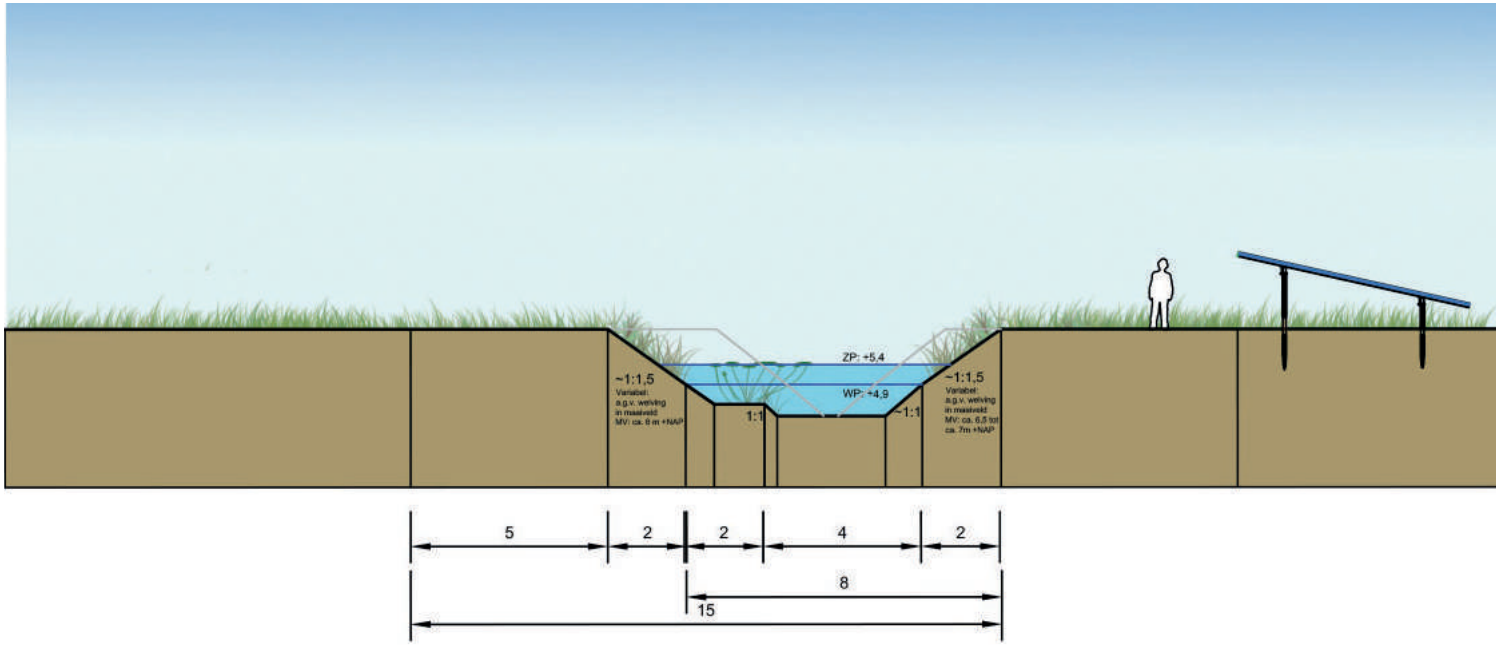 ZP: +5,4
WP: +4,9
~1:1,5
Variabel:
a.g.v. welving
in maaiveld
MV: ca. 6 m +NAP
1:1
~1:1
~1:1,5
Variabel:
a.g.v. welving
in maaiveld
MV: ca. 6,5 tot
ca. 7m +NAP
5
2
2
4
2
8
15